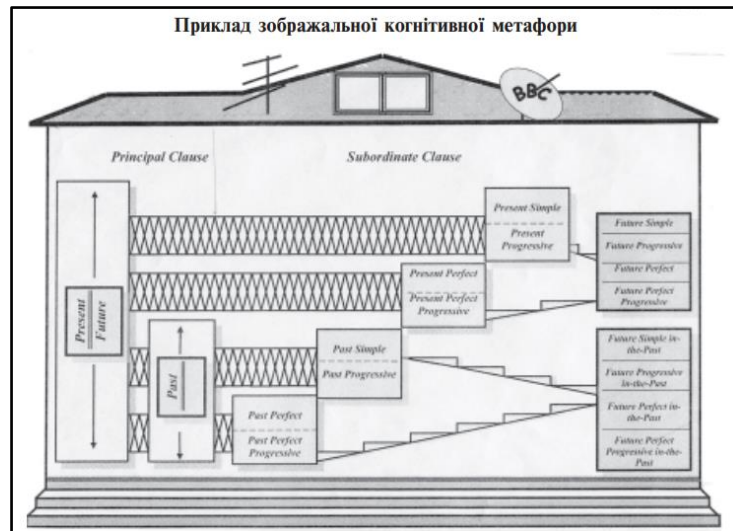 Приклад зображальної когнітивної метафори
BBC
Principal Clause
Subordinate Clause
Present Simple
Present
Progressive
Future Simple
Future Progressive
Future Perfect
Future Perfect
Progressive
Present Perfect
Present Perfect
Progressive
Present
Future
Past
Past Simple
Past Progressive
Future Simple in-
the-Past
Future Progressive
in-the-Past
Future Perfect in-
the-Past
Future Perfect
Progressive in-the-
Past
Past Perfect
Past Perfect
Progressive